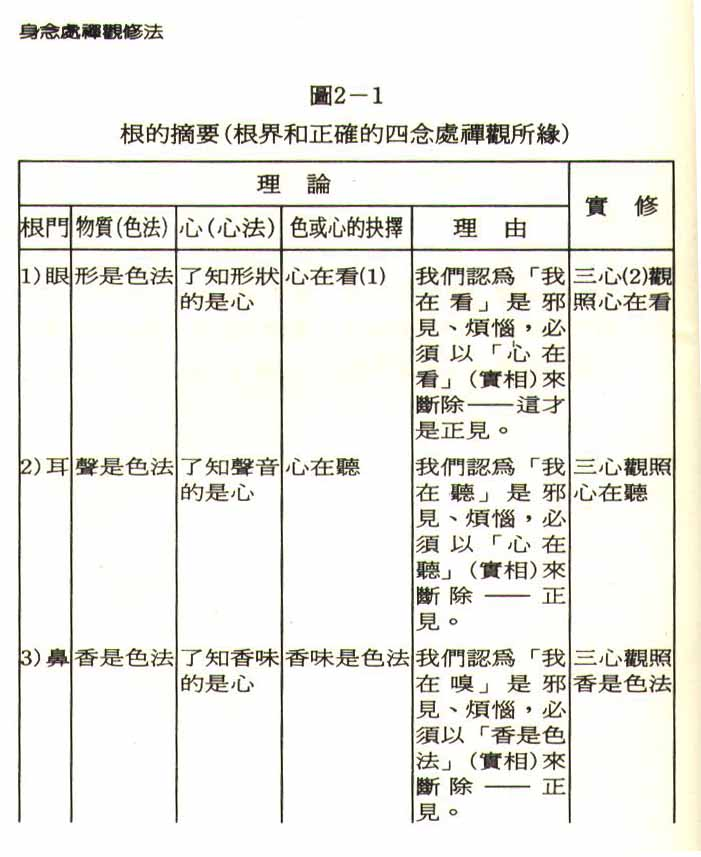 身念處禪觀修法
圖2－1
根的摘要(根界和正確的四念處禪觀所緣)
理 論
實 修
根門 物質(色法) 心(心法) 色或心的抉擇 理 由
1)眼 形是色法 了知形狀 心在看(1) 我們認爲「我 三心(2)觀
的是心 在看」是邪 照心在看
見、煩惱，必
須以「心在
看」(實相)來
斷除——這才
是正見。
2)耳 聲是色法 了知聲音 心在聽 我們認爲「我 三心觀照
的是心 在聽」是邪 心在聽
見、煩惱，必
須以「心在
聽」(實相)來
斷除——正
見。
3)鼻 香是色法 了知香味 香味是色法 我們認爲「我 三心觀照
的是心 在嗅」是邪 香是色法
見、煩惱，必
須以「香是色
法」(實相)來
斷除——正
見。